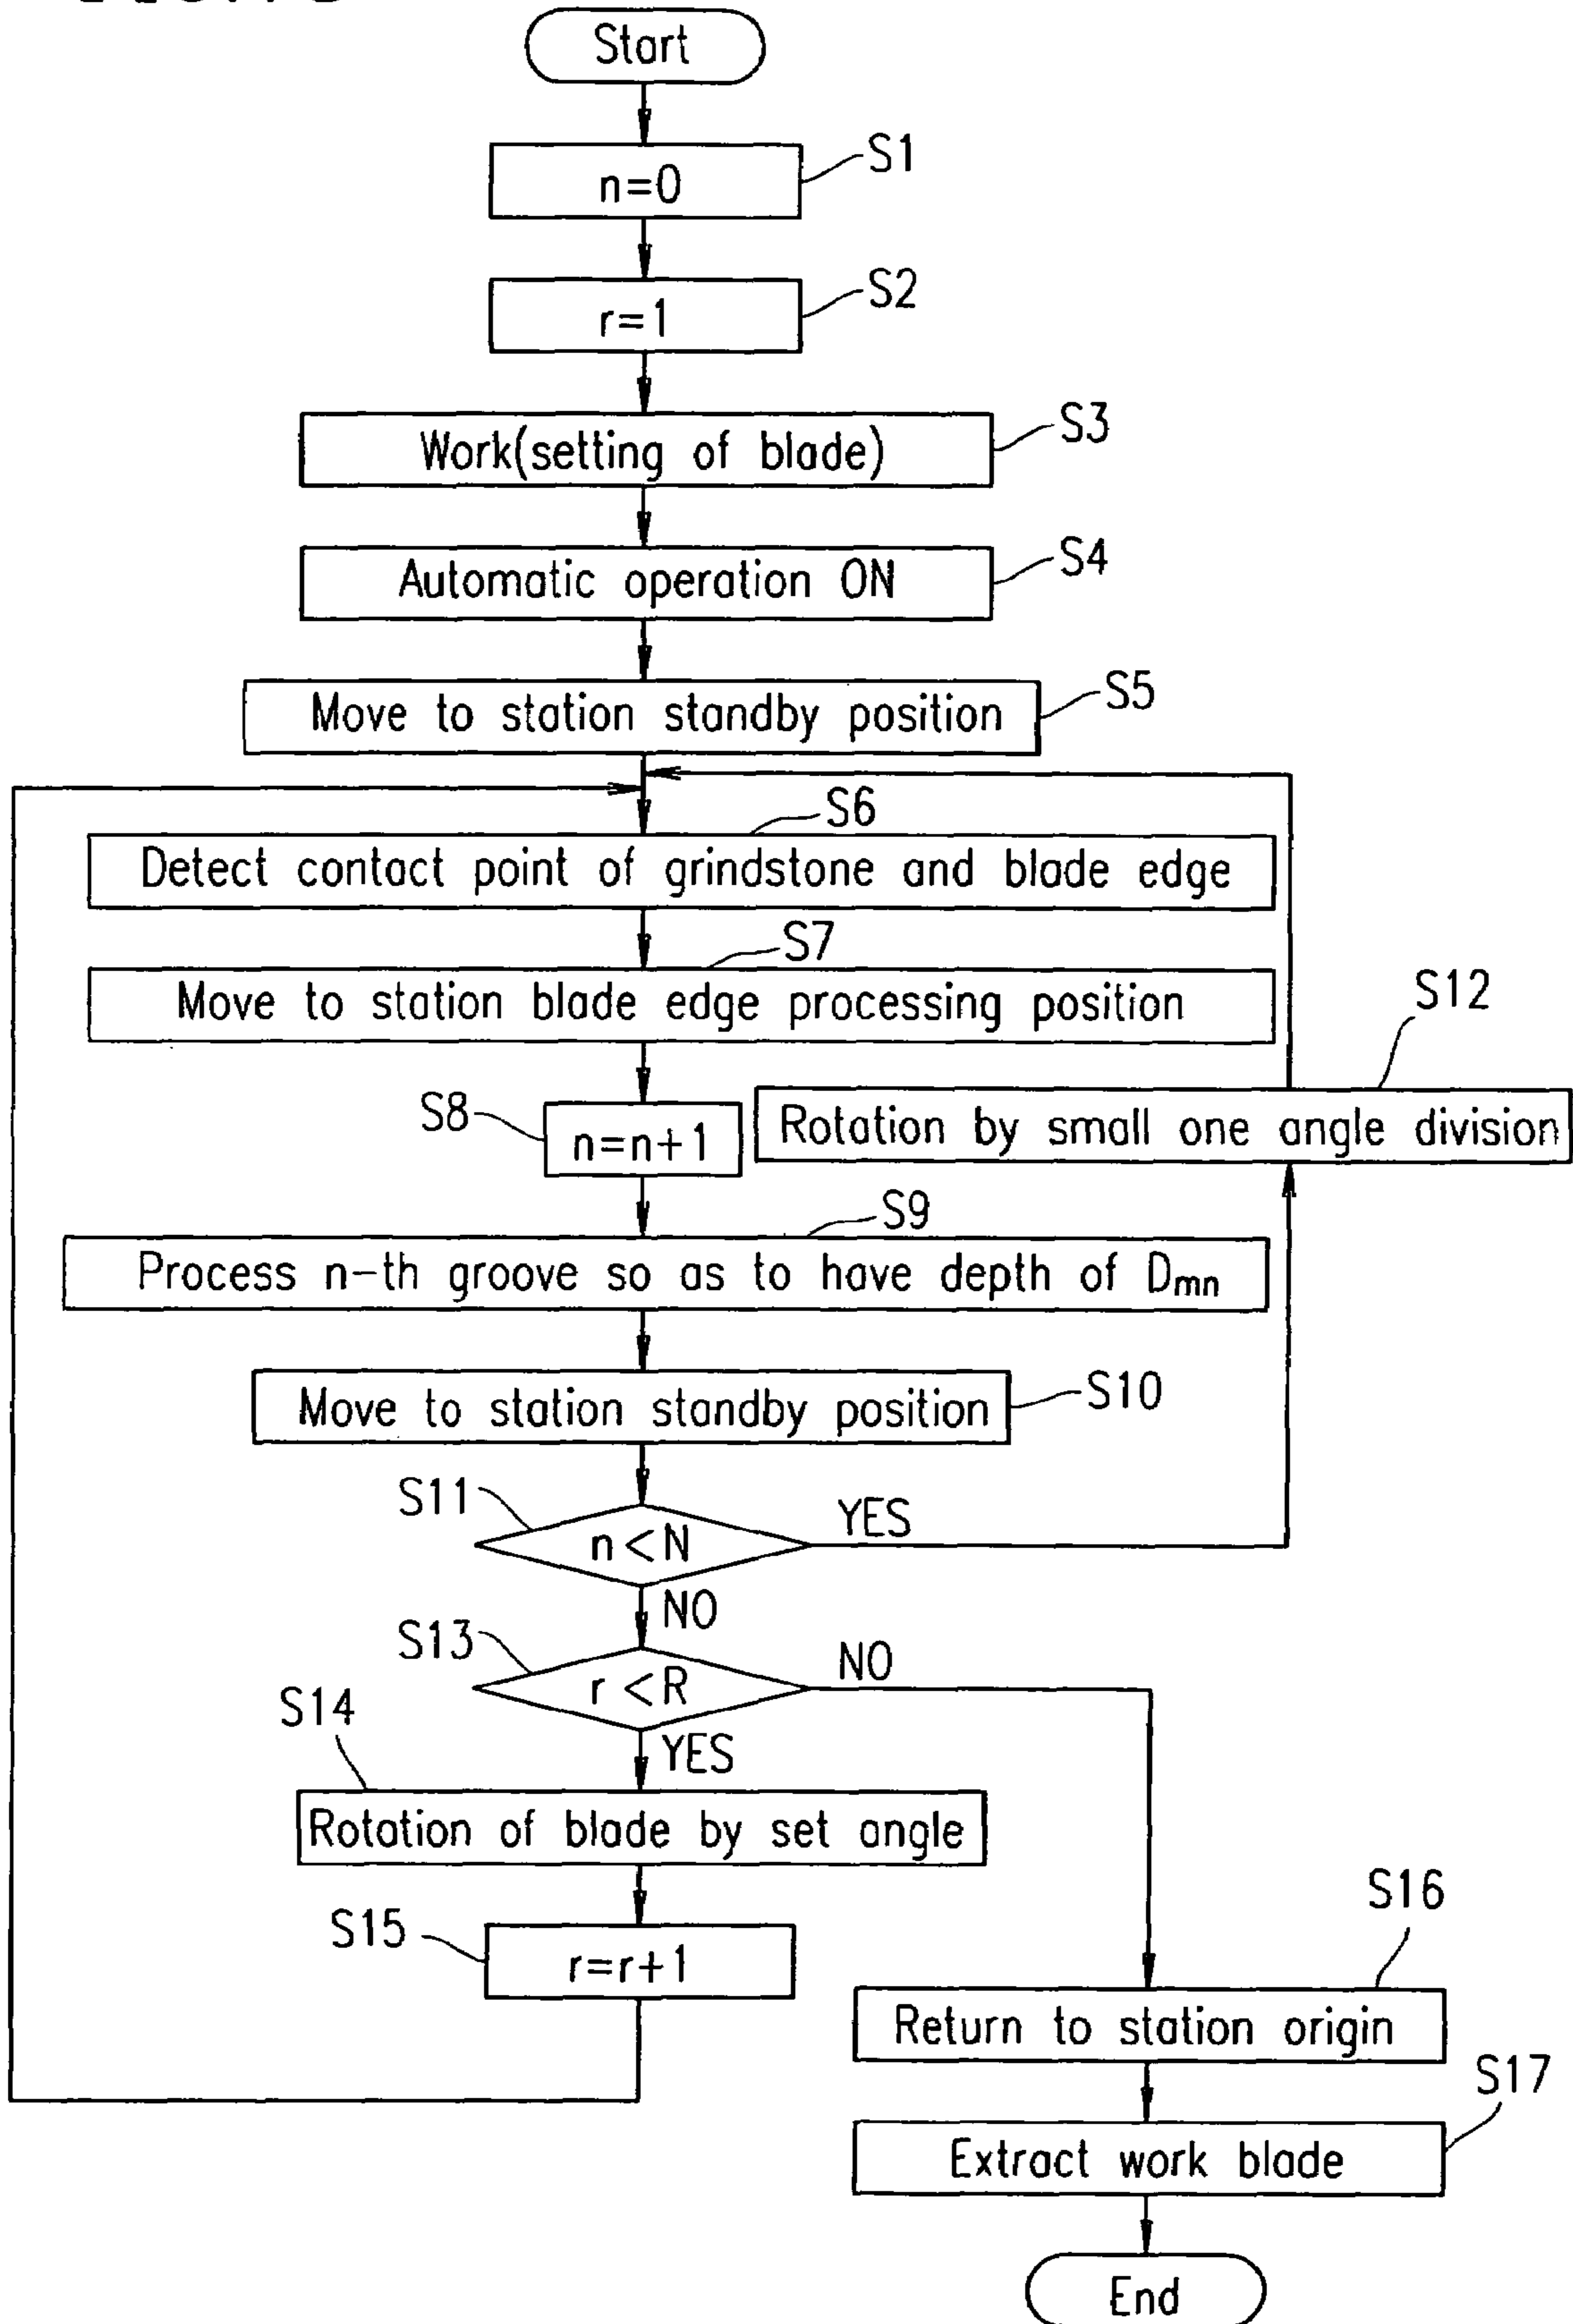 Start
S1
n=0
S2
r=1
S3
Work(setting of blade)
S4
Automatic operation ON
S5
Move to station standby position
S6
Detect contact point of grindstone and blade edge
S7
Move to station blade edge processing position
S12
Rotation by small one angle division
S8
n=n+1
S9
Process n-th groove so as to have depth of Dmn
Move to station standby position
S10
S11
n<N
YES
NO
S13
r<R
NO
YES
S14
Rotation of blade by set angle
S15
r=r+1
S16
Return to station origin
S17
Extract work blade
End